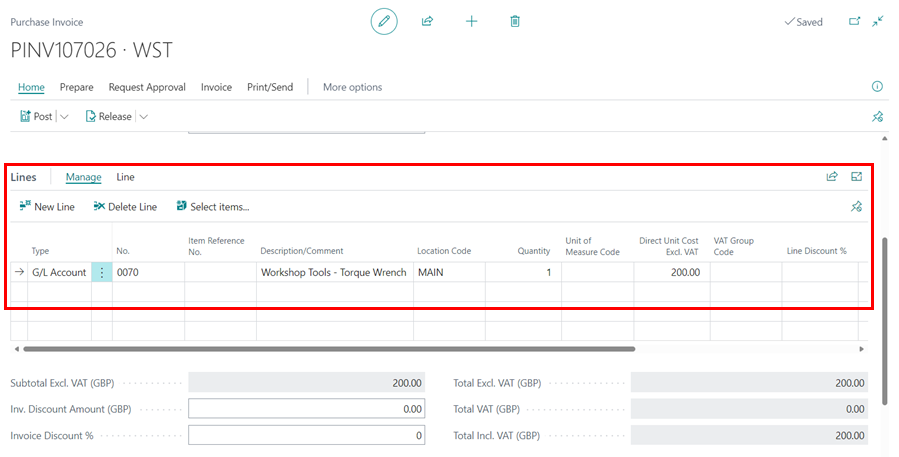 Purchase Invoice
Saved
PINV107026 · WST
Home Prepare Request Approval Invoice Print/Send More options
Post Release
Lines Manage Line
New Line Delete Line Select items...
Type No. Item Reference No. Description/Comment Location Code Quantity Unit of Measure Code Direct Unit Cost Excl. VAT VAT Group Code Line Discount %
G/L Account 0070 Workshop Tools - Torque Wrench MAIN 1 200.00
Subtotal Excl. VAT (GBP) 200.00 Total Excl. VAT (GBP) 200.00
Inv. Discount Amount (GBP) 0.00 Total VAT (GBP) 0.00
Invoice Discount % 0 Total Incl. VAT (GBP) 200.00